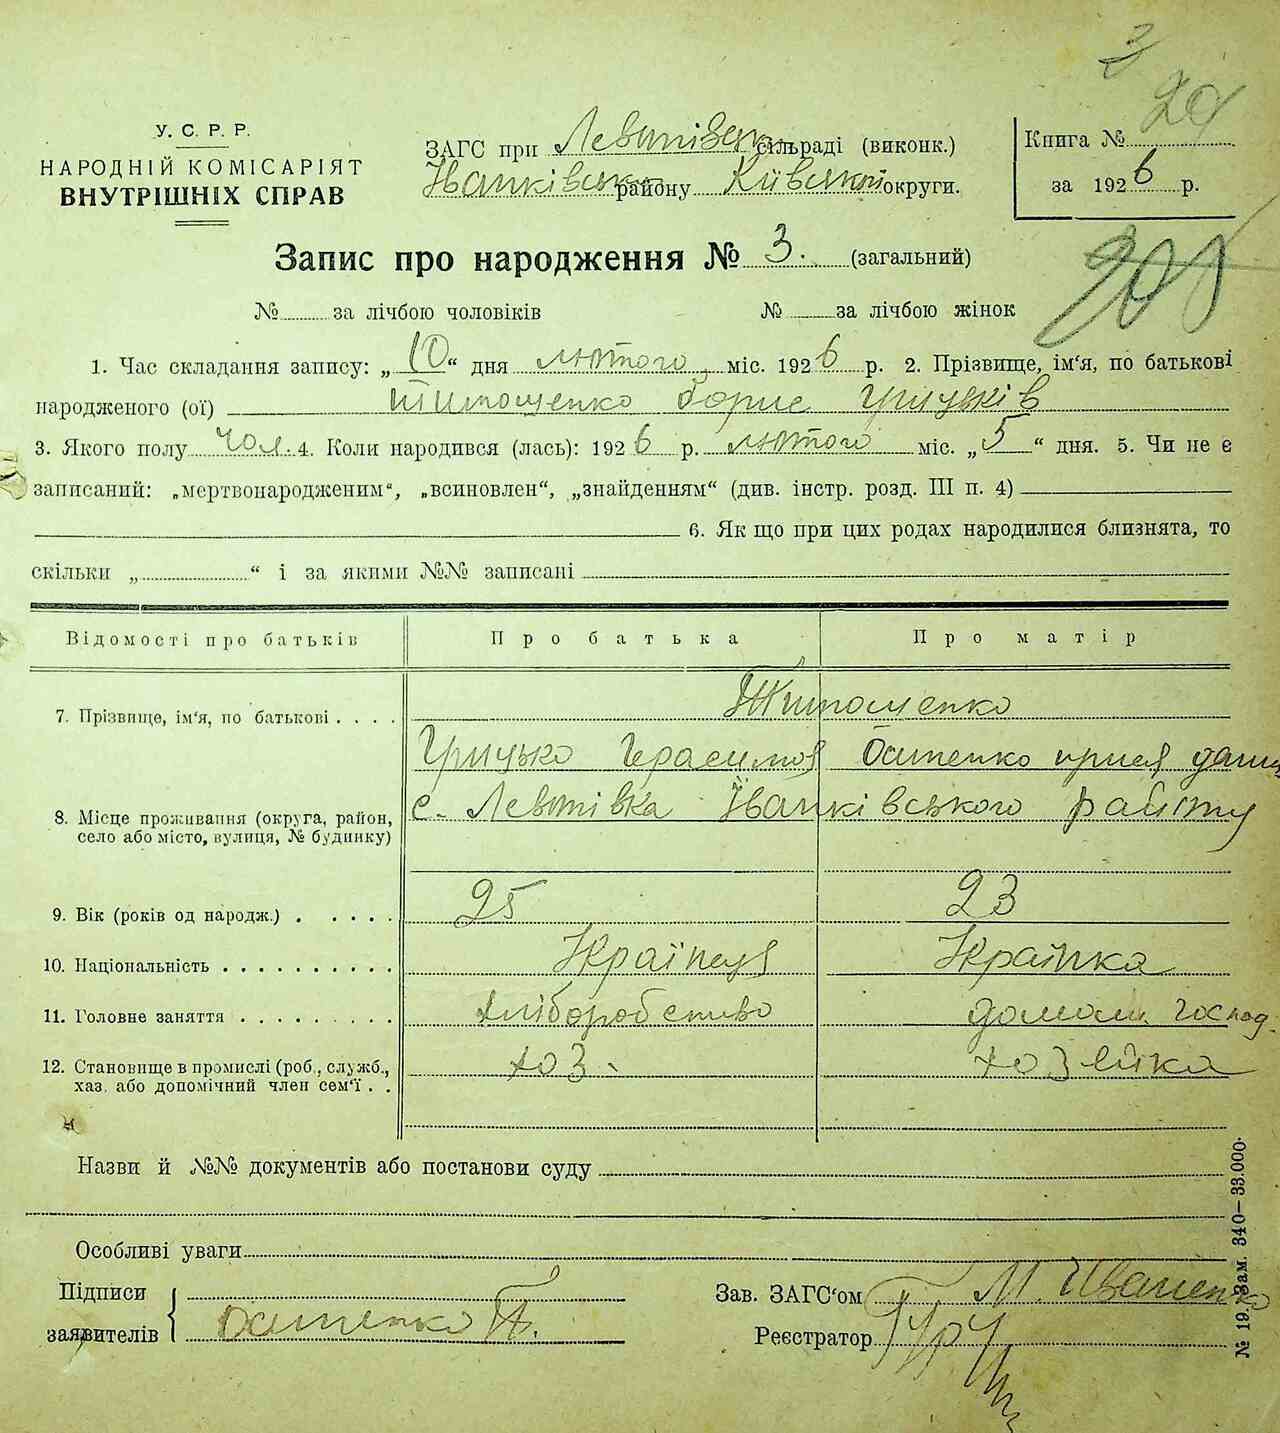 3
20
У. С. Р. Р.
НАРОДНІЙ КОМІСАРІЯТ
ВНУТРІШНІХ СПРАВ
ЗАГС при сільраді (виконк.)
Іванківськ району Київськой округи.
Книга №
за 1926 р.
Запис про народження № 3. (загальний)
№ за лічбою чоловіків № за лічбою жінок
1. Час складання запису: „10“ дня лютого міс. 1926 р. 2. Прізвище, ім‘я, по батькові
народженого (ої) Тимошенко борис Грицьків
3. Якого полу чол. 4. Коли народився (лась): 1926 р. лютого міс. „5“ дня. 5. Чи не є
записаний: „мертвонародженим“, „всиновлен“, „знайденням“ (див. інстр. розд. III п. 4)
6. Як що при цих родах народилися близнята, то
скільки „ “ і за якими №№ записані
Відомості про батьків Про батька Про матір
7. Прізвище, ім‘я, по батькові Тимошенко
Грицько Герасимов Остпенко
8. Місце проживання (округа, район, село або місто, вулиця, № будинку) с. Іванківського району
9. Вік (років од народж.) 25 23
10. Національність Українець Українка
11. Головне заняття хліборобство домаш. господ.
12. Становище в промислі (роб., служб., хаз. або допомічний член сем‘ї хоз. хозяйка
Назви й №№ документів або постанови суду
Особливі уваги
Підписи
заявителів
Зав. ЗАГС‘ом М. Іваненко
Реєстратор
№ 19. Зам. 340—33.000.